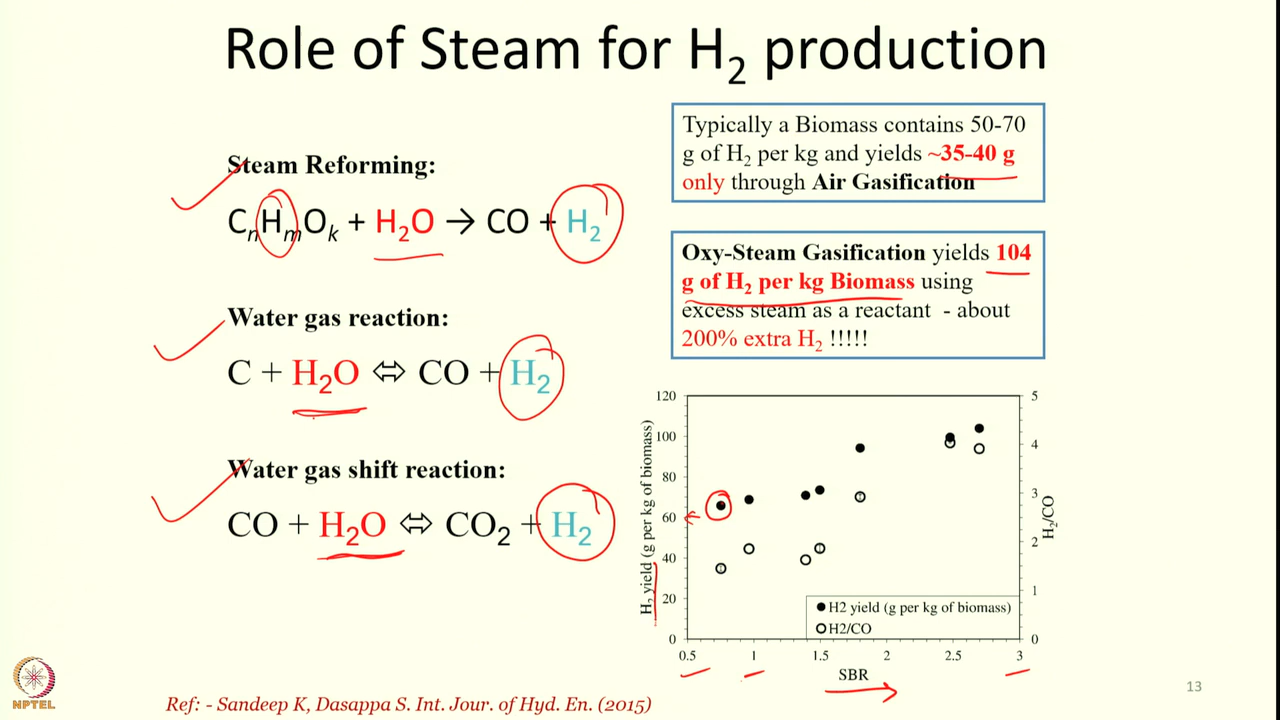 Role of Steam for H₂ production
Steam Reforming:
CₙHₘOₖ + H₂O → CO + H₂
Water gas reaction:
C + H₂O ⇔ CO + H₂
Water gas shift reaction:
CO + H₂O ⇔ CO₂ + H₂
Typically a Biomass contains 50-70
g of H₂ per kg and yields ~35-40 g
only through Air Gasification
Oxy-Steam Gasification yields 104
g of H₂ per kg Biomass using
excess steam as a reactant - about
200% extra H₂ !!!!!
H₂ yield (g per kg of biomass)
120
100
80
60
40
20
0
5
4
3
2
1
0
H₂/CO
H2 yield (g per kg of biomass)
H2/CO
0.5 1 1.5 2 2.5 3
SBR
NPTEL
Ref: - Sandeep K, Dasappa S. Int. Jour. of Hyd. En. (2015)
13